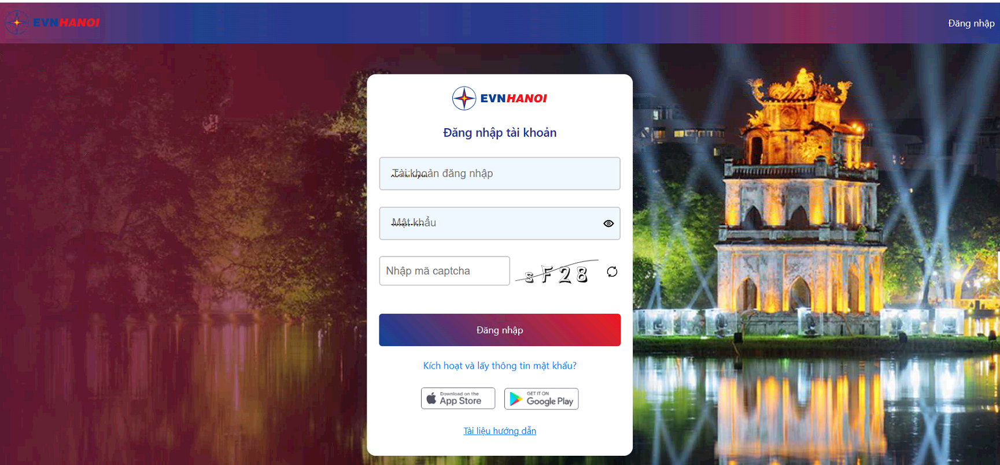 EVNHANOI
Đăng nhập
EVNHANOI
Đăng nhập tài khoản
Tài khoản đăng nhập
Mật khẩu
Nhập mã captcha
sF28
Đăng nhập
Kích hoạt và lấy thông tin mật khẩu?
Download on the
App Store
GET IT ON
Google Play
Tài liệu hướng dẫn